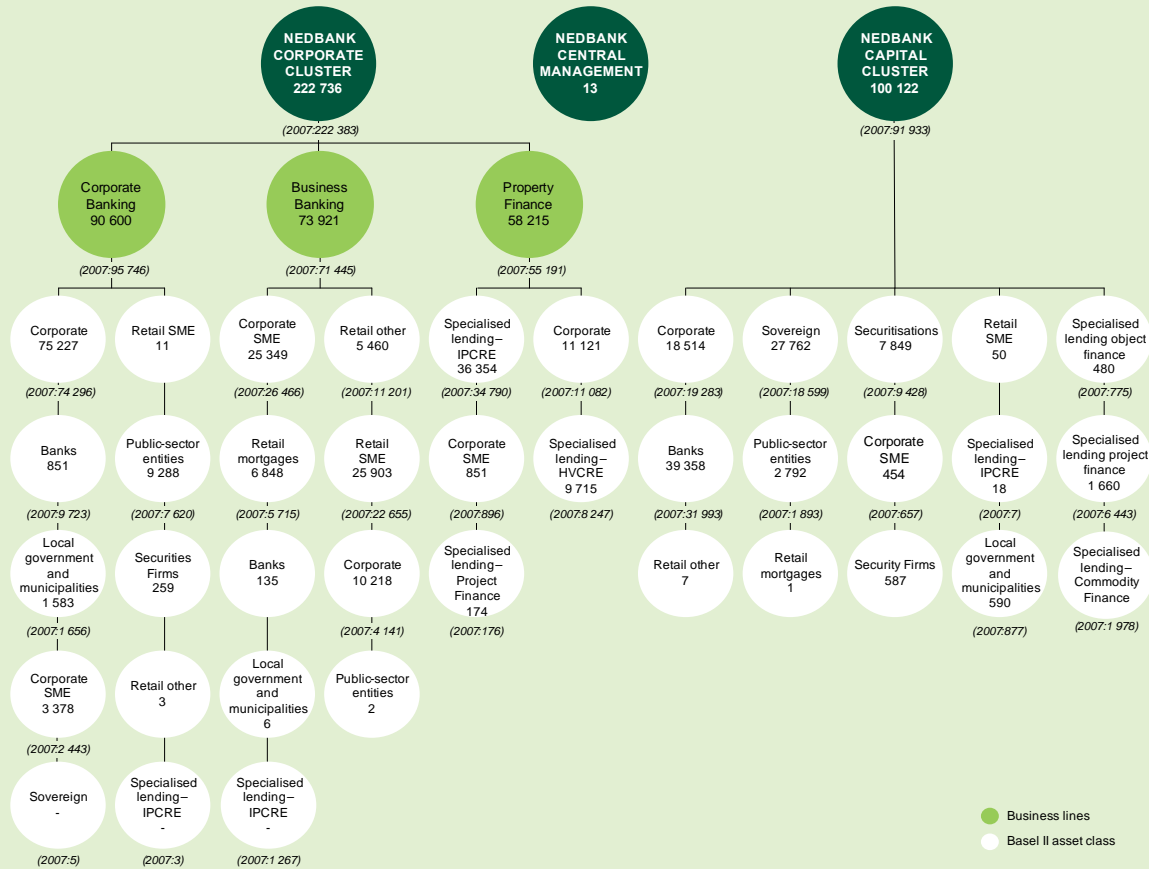 NEDBANK
CORPORATE
CLUSTER
222 736
(2007:222 383)
NEDBANK
CENTRAL
MANAGEMENT
13
NEDBANK
CAPITAL
CLUSTER
100 122
(2007:91 933)
Corporate
Banking
90 600
(2007:95 746)
Business
Banking
73 921
(2007:71 445)
Property
Finance
58 215
(2007:55 191)
Corporate
75 227
(2007:74 296)
Retail SME
11
Corporate
SME
25 349
(2007:26 466)
Retail other
5 460
(2007:11 201)
Specialised
lending–
IPCRE
36 354
(2007:34 790)
Corporate
11 121
(2007:11 082)
Corporate
18 514
(2007:19 283)
Sovereign
27 762
(2007:18 599)
Securitisations
7 849
(2007:9 428)
Retail
SME
50
Specialised
lending object
finance
480
(2007:775)
Banks
851
(2007:9 723)
Public-sector
entities
9 288
(2007:7 620)
Retail
mortgages
6 848
(2007:5 715)
Retail
SME
25 903
(2007:22 655)
Corporate
SME
851
(2007:896)
Specialised
lending–
HVCRE
9 715
(2007:8 247)
Banks
39 358
(2007:31 993)
Public-sector
entities
2 792
(2007:1 893)
Corporate
SME
454
(2007:657)
Specialised
lending–
IPCRE
18
(2007:7)
Specialised
lending project
finance
1 660
(2007:6 443)
Local
government
and
municipalities
1 583
(2007:1 656)
Securities
Firms
259
Banks
135
Corporate
10 218
(2007:4 141)
Specialised
lending–
Project
Finance
174
(2007:176)
Retail other
7
Retail
mortgages
1
Security Firms
587
Local
government
and
municipalities
590
(2007:877)
Specialised
lending–
Commodity
Finance
(2007:1 978)
Corporate
SME
3 378
(2007:2 443)
Retail other
3
Local
government
and
municipalities
6
Public-sector
entities
2
Sovereign
-
(2007:5)
Specialised
lending–
IPCRE
-
(2007:3)
Specialised
lending–
IPCRE
-
(2007:1 267)
Business lines
Basel II asset class